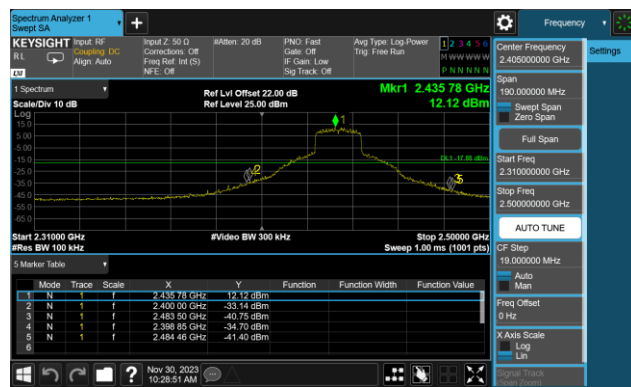 Spectrum Analyzer 1
Swept SA
Frequency
KEYSIGHT
Input: RF
Input Z: 50 Ω
#Atten: 20 dB
PNO: Fast
Avg Type: Log-Power
1 2 3 4 5 6
R L
Coupling: DC
Corrections: Off
Gate: Off
Trig: Free Run
M W W W W W
Align: Auto
Freq Ref: Int (S)
IF Gain: Low
NFE: Off
Sig Track: Off
P N N N N N
LXI
1 Spectrum
Scale/Div 10 dB
Ref Lvl Offset 22.00 dB
Ref Level 25.00 dBm
Mkr1 2.435 78 GHz
12.12 dBm
Log
15.0
5.00
-5.00
-15.0
-25.0
-35.0
-45.0
-55.0
-65.0
1
2
3
5
DL1 -17.88 dBm
Start 2.31000 GHz
#Video BW 300 kHz
Stop 2.50000 GHz
#Res BW 100 kHz
Sweep 1.00 ms (1001 pts)
5 Marker Table
Mode Trace Scale X Y Function Function Width Function Value
1 N 1 f 2.435 78 GHz 12.12 dBm
2 N 1 f 2.400 00 GHz -33.14 dBm
3 N 1 f 2.483 50 GHz -40.75 dBm
4 N 1 f 2.398 85 GHz -34.70 dBm
5 N 1 f 2.484 46 GHz -41.40 dBm
6
Nov 30, 2023
10:28:51 AM
Center Frequency
2.405000000 GHz
Settings
Span
190.000000 MHz
Swept Span
Zero Span
Full Span
Start Freq
2.310000000 GHz
Stop Freq
2.500000000 GHz
AUTO TUNE
CF Step
19.000000 MHz
Auto
Man
Freq Offset
0 Hz
X Axis Scale
Log
Lin
Signal Track
(Span Zoom)